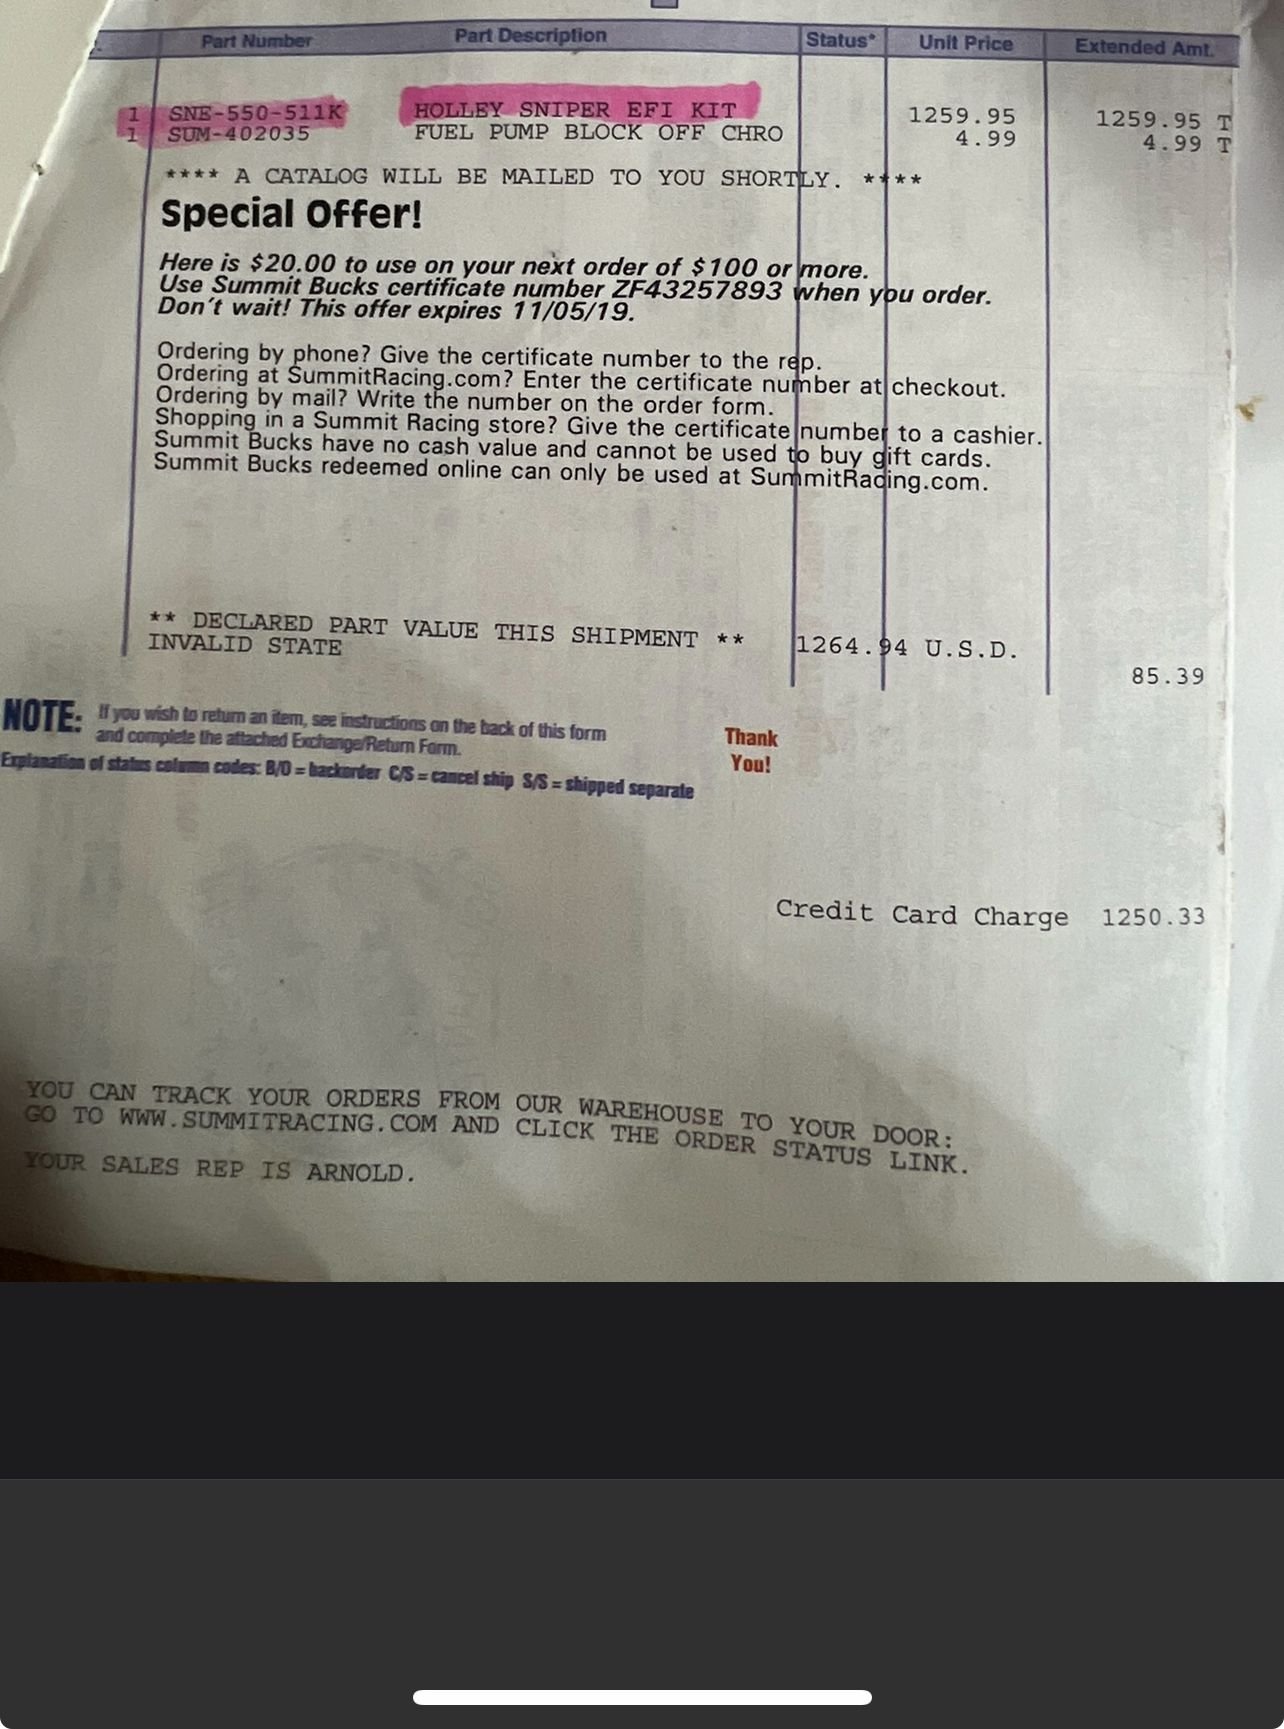 Part Number Part Description Status* Unit Price Extended Amt.
1 SNE-550-511K HOLLEY SNIPER EFI KIT 1259.95 1259.95 T
1 SUM-402035 FUEL PUMP BLOCK OFF CHRO 4.99 4.99 T
**** A CATALOG WILL BE MAILED TO YOU SHORTLY. ****
Special Offer!
Here is $20.00 to use on your next order of $100 or more.
Use Summit Bucks certificate number ZF43257893 when you order.
Don't wait! This offer expires 11/05/19.
Ordering by phone? Give the certificate number to the rep.
Ordering at SummitRacing.com? Enter the certificate number at checkout.
Ordering by mail? Write the number on the order form.
Shopping in a Summit Racing store? Give the certificate number to a cashier.
Summit Bucks have no cash value and cannot be used to buy gift cards.
Summit Bucks redeemed online can only be used at SummitRacing.com.
** DECLARED PART VALUE THIS SHIPMENT ** 1264.94 U.S.D.
INVALID STATE 85.39
NOTE: If you wish to return an item, see instructions on the back of this form
and complete the attached Exchange/Return Form.
Thank
You!
Explanation of status column codes: B/O = backorder C/S = cancel ship S/S = shipped separate
Credit Card Charge 1250.33
YOU CAN TRACK YOUR ORDERS FROM OUR WAREHOUSE TO YOUR DOOR:
GO TO WWW.SUMMITRACING.COM AND CLICK THE ORDER STATUS LINK.
YOUR SALES REP IS ARNOLD.